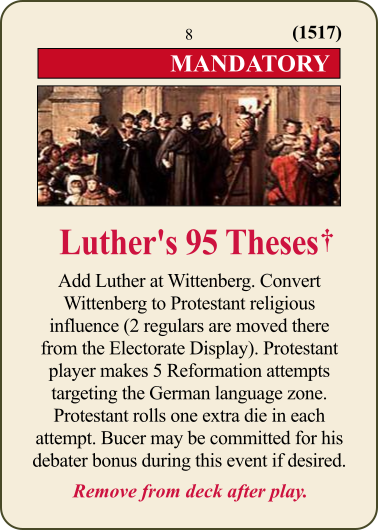 8
(1517)
MANDATORY
Luther's 95 Theses†
Add Luther at Wittenberg. Convert
Wittenberg to Protestant religious
influence (2 regulars are moved there
from the Electorate Display). Protestant
player makes 5 Reformation attempts
targeting the German language zone.
Protestant rolls one extra die in each
attempt. Bucer may be committed for his
debater bonus during this event if desired.
Remove from deck after play.